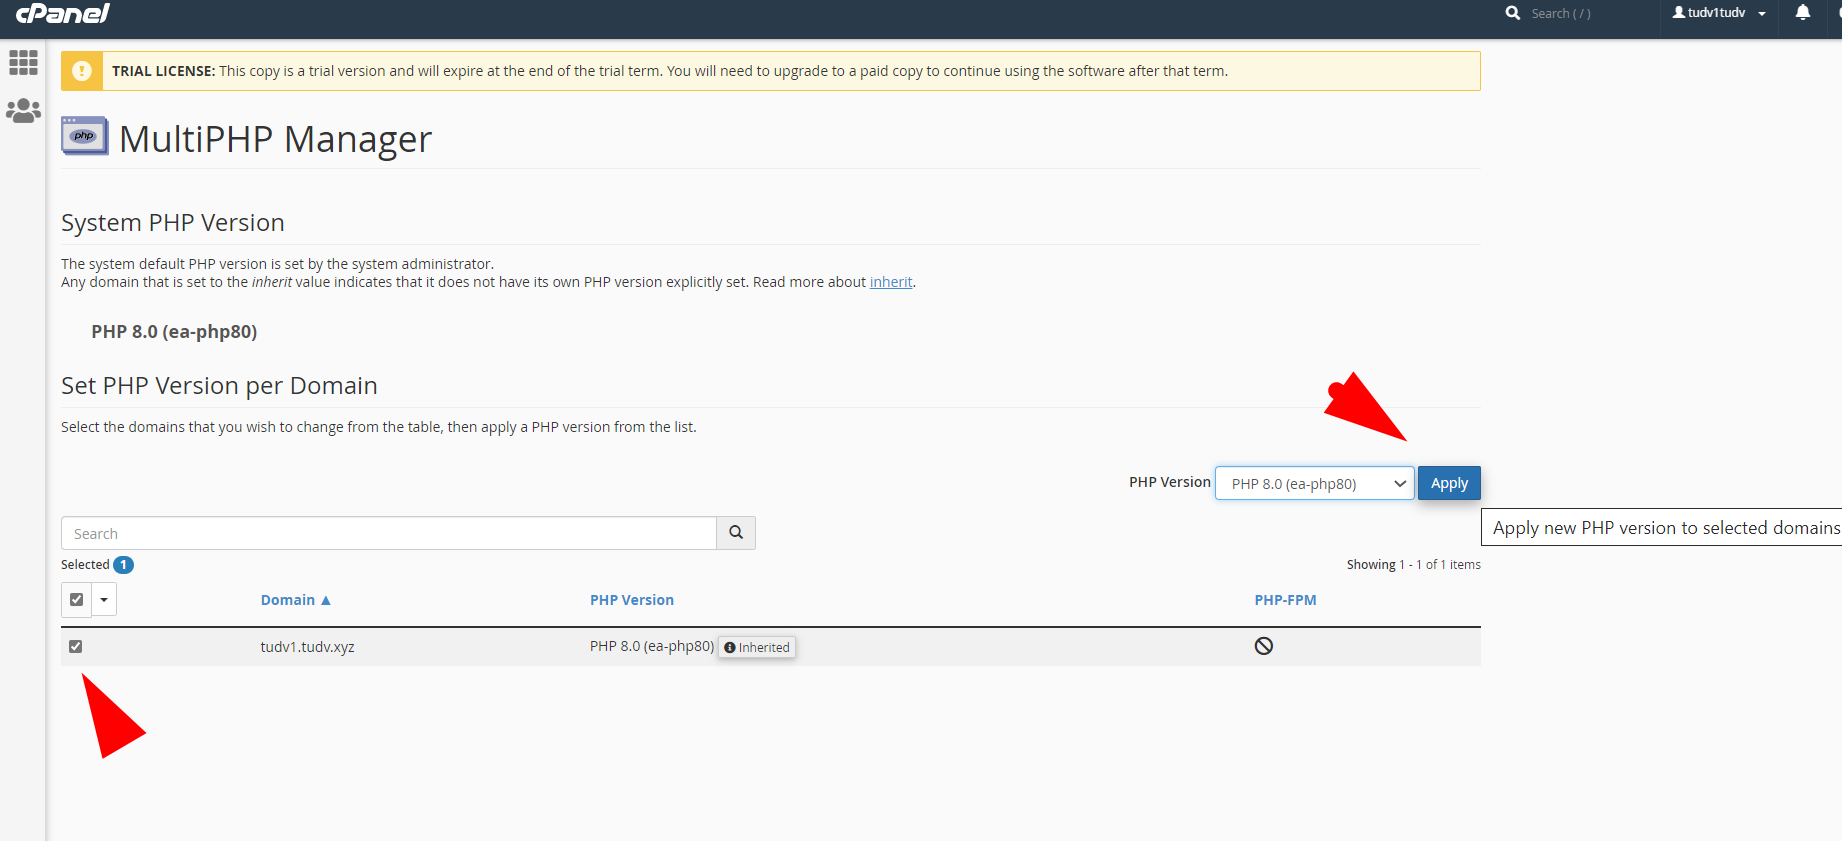 cPanel
Search ( / )
tudv1tudv
TRIAL LICENSE: This copy is a trial version and will expire at the end of the trial term. You will need to upgrade to a paid copy to continue using the software after that term.
php
MultiPHP Manager
System PHP Version
The system default PHP version is set by the system administrator.
Any domain that is set to the inherit value indicates that it does not have its own PHP version explicitly set. Read more about inherit.
PHP 8.0 (ea-php80)
Set PHP Version per Domain
Select the domains that you wish to change from the table, then apply a PHP version from the list.
PHP Version PHP 8.0 (ea-php80) Apply
Apply new PHP version to selected domains
Search
Selected 1
Showing 1 - 1 of 1 items
Domain ▲ PHP Version PHP-FPM
tudv1.tudv.xyz PHP 8.0 (ea-php80) Inherited